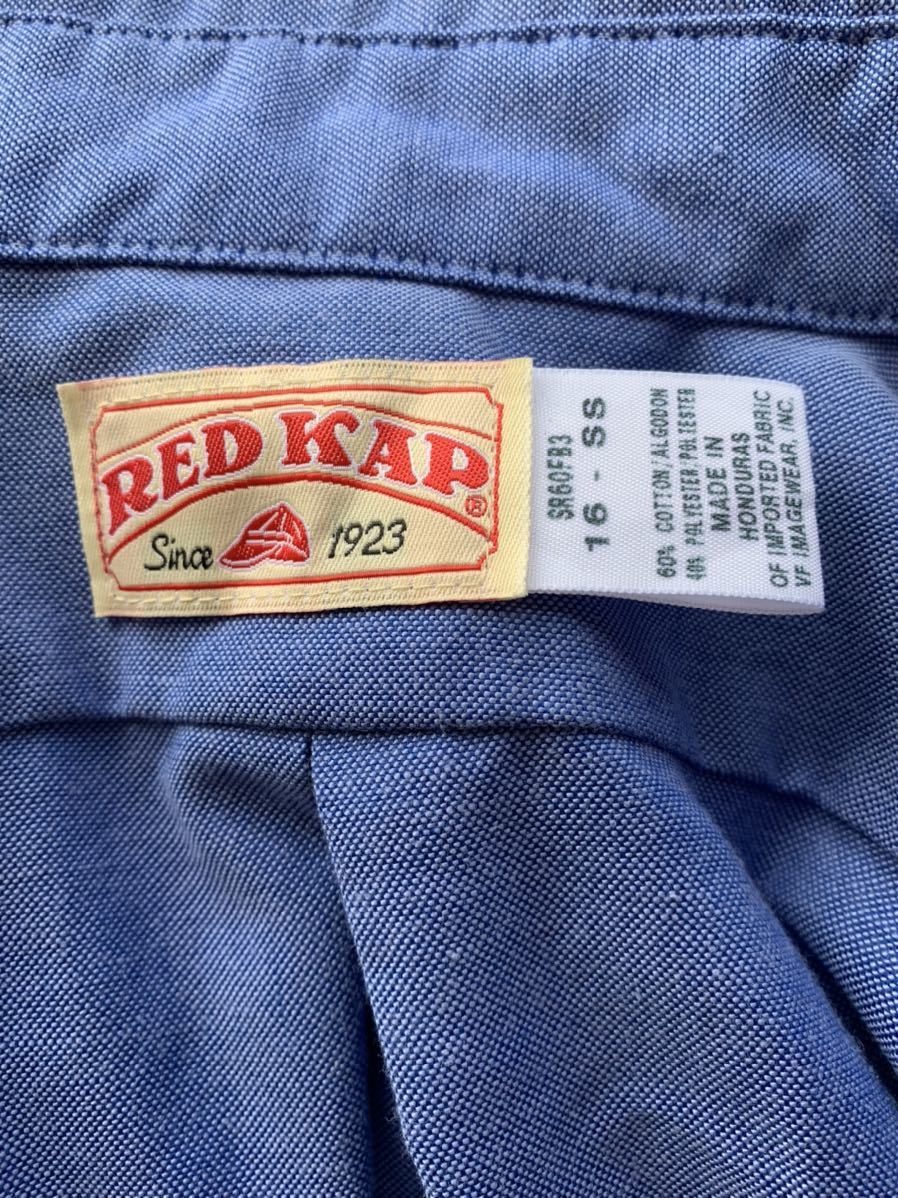 RED KAP®
Since 1923
SR60FB3
16 - SS
60% COTTON/ALGODON
40% PALYESTER POLIESTER
MADE IN
HONDURAS
OF IMPORTED FABRIC
VF IMAGEWEAR, INC.